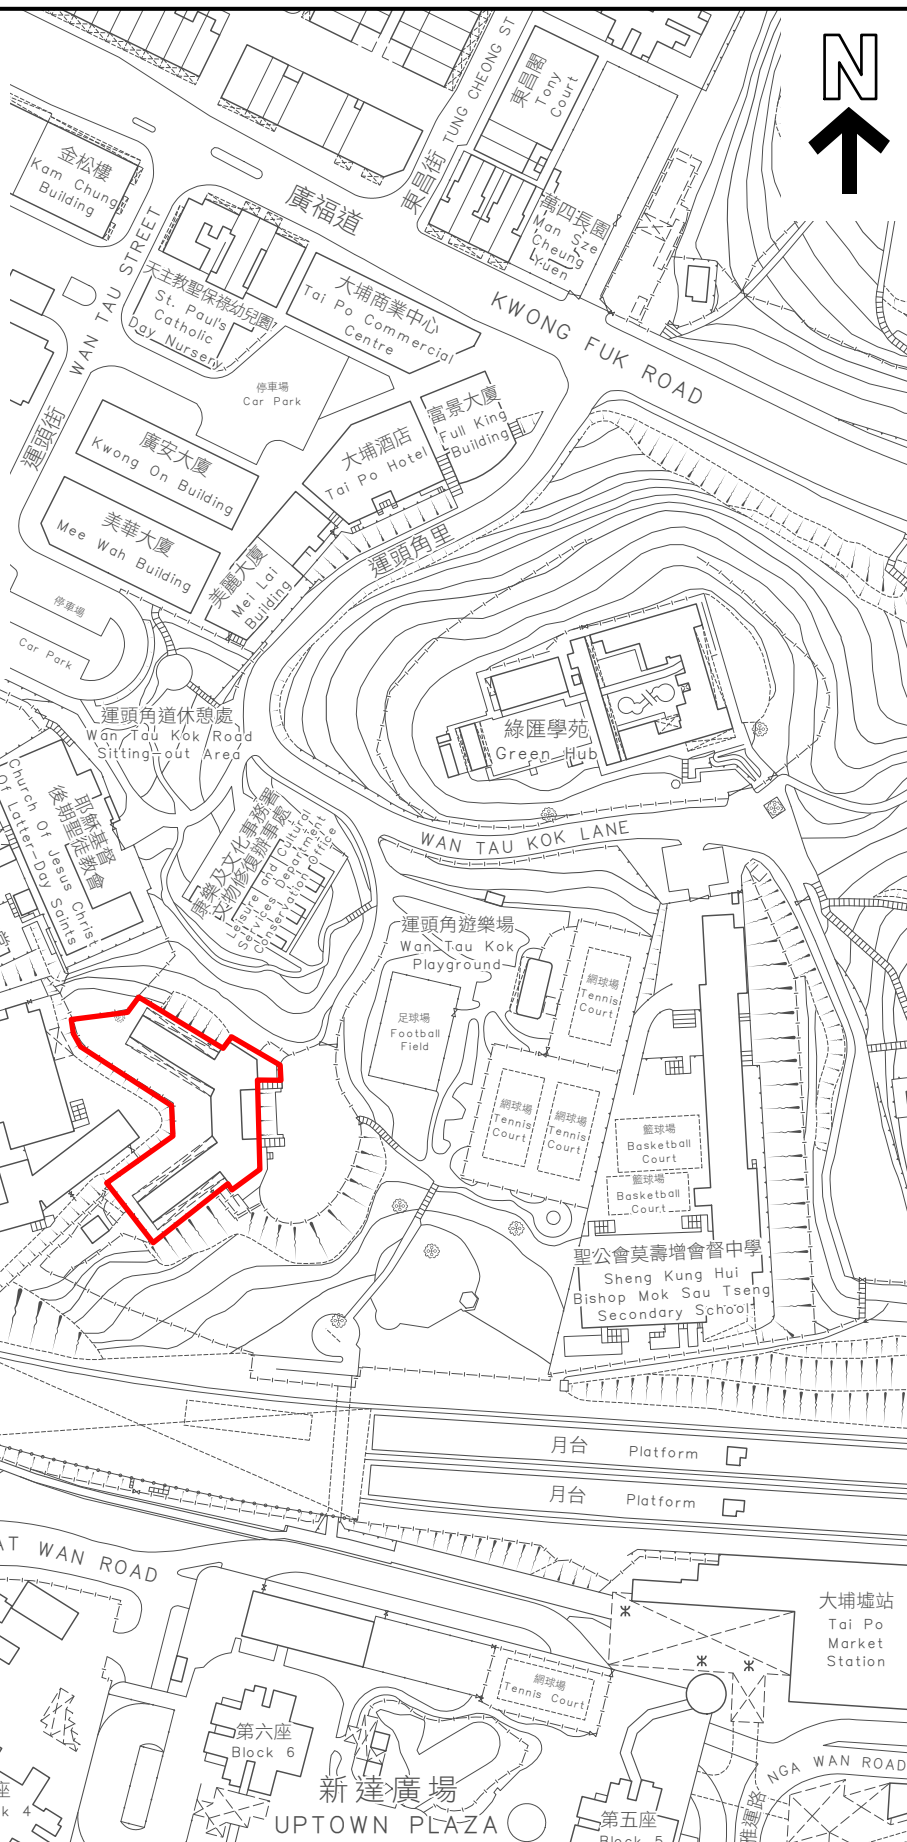 N
金松樓
Kam Chung
Building
WAN TAU STREET
運頭街
廣福道
KWONG FUK ROAD
東昌街 TUNG CHEONG ST
東昌閣
Tony
Court
萬四長園
Man Sze
Cheung
Yuen
天主教聖保祿幼兒園
St. Paul's
Catholic
Day Nursery
大埔商業中心
Tai Po Commercial
Centre
停車場
Car Park
富景大廈
Full King
Building
大埔酒店
Tai Po Hotel
廣安大廈
Kwong On Building
美華大廈
Mee Wah Building
美麗大廈
Mei Lai
Building
運頭角里
停車場
Car Park
運頭角道休憩處
Wan Tau Kok Road
Sitting-out Area
綠匯學苑
Green Hub
WAN TAU KOK LANE
耶穌基督
後期聖徒教會
Church Of Jesus Christ
Of Latter-Day Saints
康樂及文化事務署
文物修復辦事處
Leisure and Cultural
Services Department
Conservation Office
運頭角遊樂場
Wan Tau Kok
Playground
足球場
Football
Field
網球場
Tennis
Court
網球場
Tennis
Court
網球場
Tennis
Court
籃球場
Basketball
Court
籃球場
Basketball
Court
聖公會莫壽增會督中學
Sheng Kung Hui
Bishop Mok Sau Tseng
Secondary School
月台 Platform
月台 Platform
AT WAN ROAD
大埔墟站
Tai Po
Market
Station
網球場
Tennis Court
第六座
Block 6
新達廣場
UPTOWN PLAZA
第五座
Block 5
NGA WAN ROAD
雅運路
座
k 4